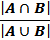 |A ∩ B|
|A ∪ B|